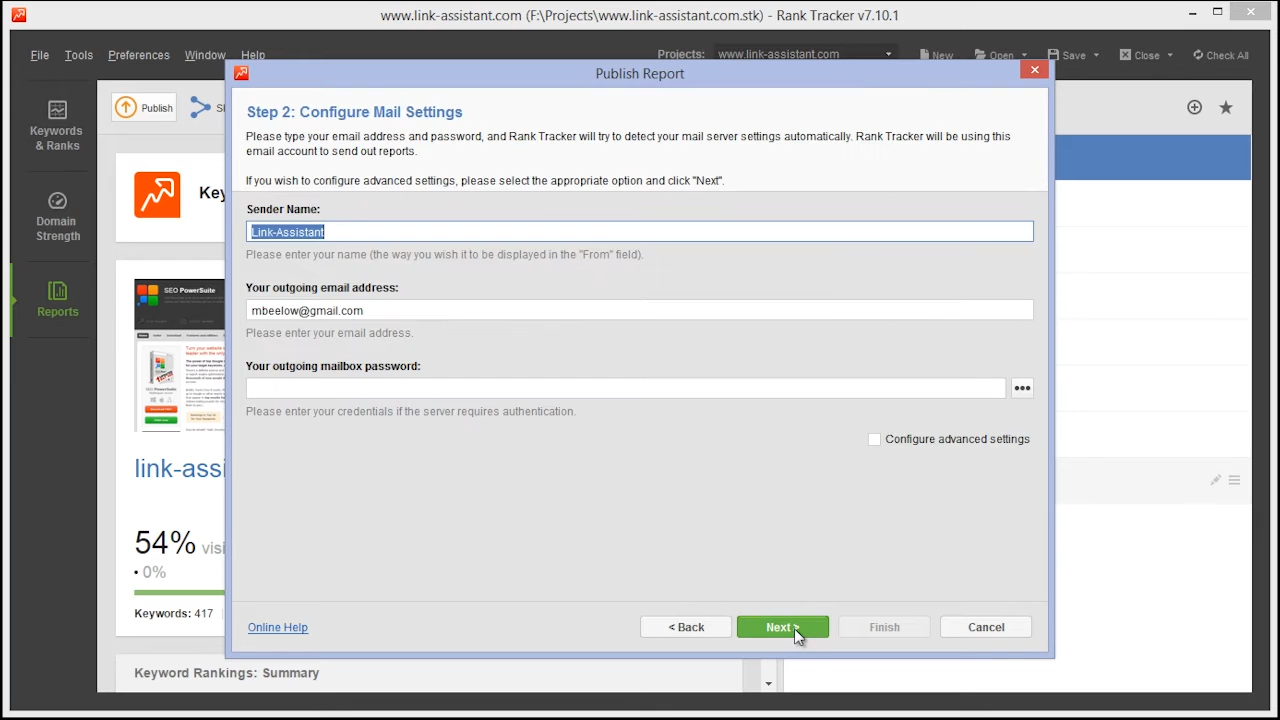 www.link-assistant.com (F:\Projects\www.link-assistant.com.stk) - Rank Tracker v7.10.1
File Tools Preferences Window Help
Projects: www.link-assistant.com
New Open Save Close Check All
Publish
Keywords
& Ranks
Domain
Strength
Reports
SEO PowerSuite
link-assi
54% visi
• 0%
Keywords: 417
Keyword Rankings: Summary
Publish Report
Step 2: Configure Mail Settings
Please type your email address and password, and Rank Tracker will try to detect your mail server settings automatically. Rank Tracker will be using this
email account to send out reports.
If you wish to configure advanced settings, please select the appropriate option and click "Next".
Sender Name:
Link-Assistant
Please enter your name (the way you wish it to be displayed in the "From" field).
Your outgoing email address:
mbeelow@gmail.com
Please enter your email address.
Your outgoing mailbox password:
Please enter your credentials if the server requires authentication.
Configure advanced settings
Online Help
< Back
Next >
Finish
Cancel